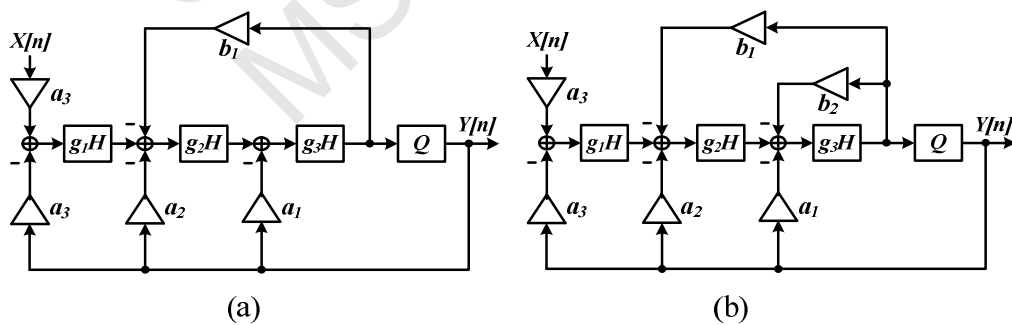 X[n]
a3
g1H
g2H
g3H
Q
Y[n]
b1
a3
a2
a1
(a)
X[n]
a3
g1H
g2H
g3H
Q
Y[n]
b1
b2
a3
a2
a1
(b)